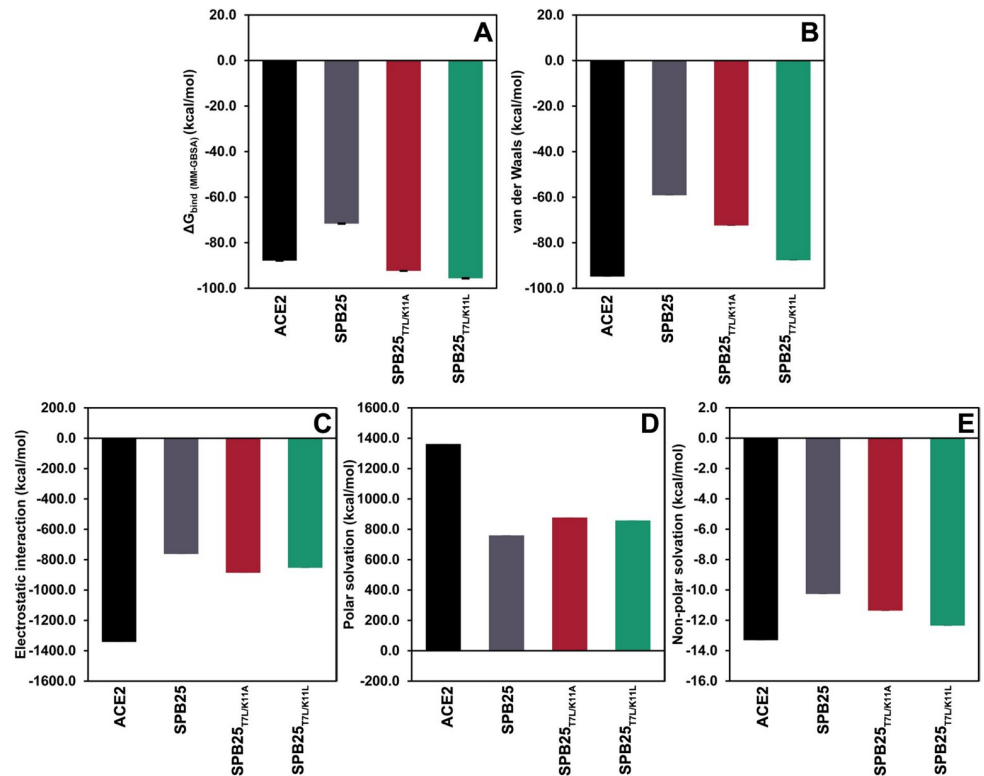 A
ΔGbind (MM-GBSA) (kcal/mol)
20.0
0.0
-20.0
-40.0
-60.0
-80.0
-100.0
ACE2
SPB25
SPB25T7L/K11A
SPB25T7L/K11L
B
van der Waals (kcal/mol)
20.0
0.0
-20.0
-40.0
-60.0
-80.0
-100.0
ACE2
SPB25
SPB25T7L/K11A
SPB25T7L/K11L
C
Electrostatic interaction (kcal/mol)
200.0
0.0
-200.0
-400.0
-600.0
-800.0
-1000.0
-1200.0
-1400.0
-1600.0
ACE2
SPB25
SPB25T7L/K11A
SPB25T7L/K11L
D
Polar solvation (kcal/mol)
1600.0
1400.0
1200.0
1000.0
800.0
600.0
400.0
200.0
0.0
-200.0
ACE2
SPB25
SPB25T7L/K11A
SPB25T7L/K11L
E
Non-polar solvation (kcal/mol)
2.0
0.0
-2.0
-4.0
-6.0
-8.0
-10.0
-12.0
-14.0
-16.0
ACE2
SPB25
SPB25T7L/K11A
SPB25T7L/K11L